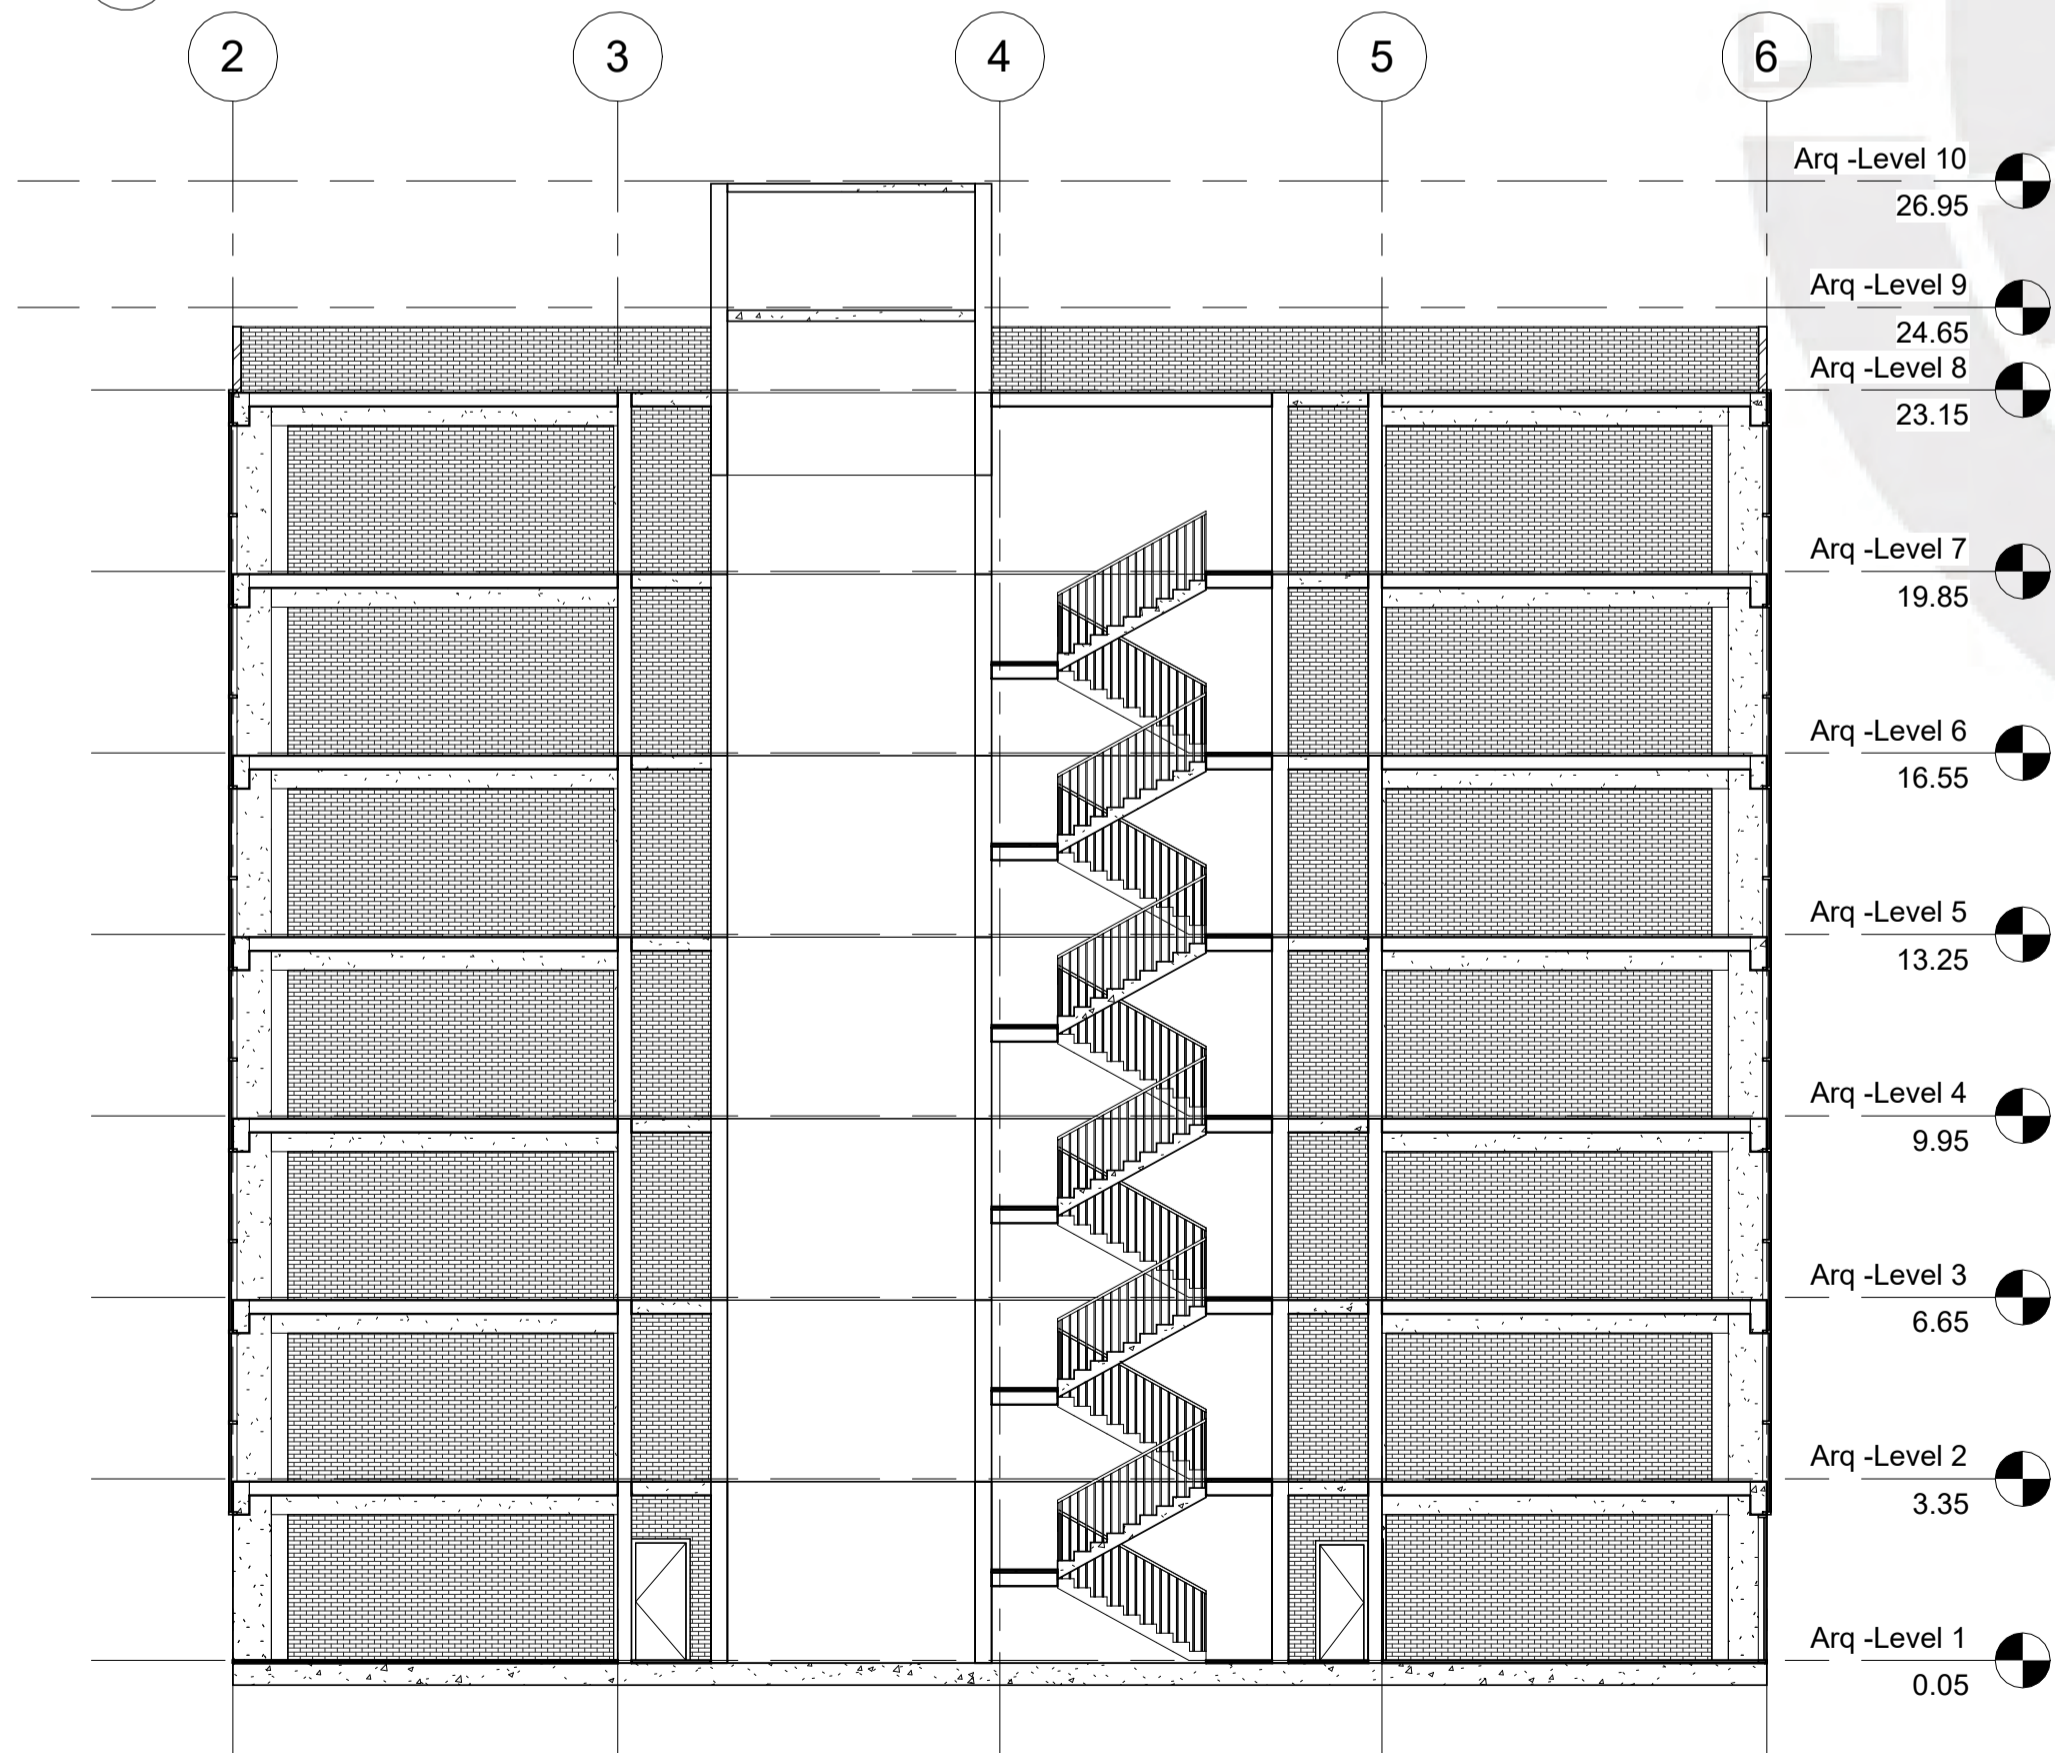 2 3 4 5 6
Arq -Level 10
26.95
Arq -Level 9
24.65
Arq -Level 8
23.15
Arq -Level 7
19.85
Arq -Level 6
16.55
Arq -Level 5
13.25
Arq -Level 4
9.95
Arq -Level 3
6.65
Arq -Level 2
3.35
Arq -Level 1
0.05